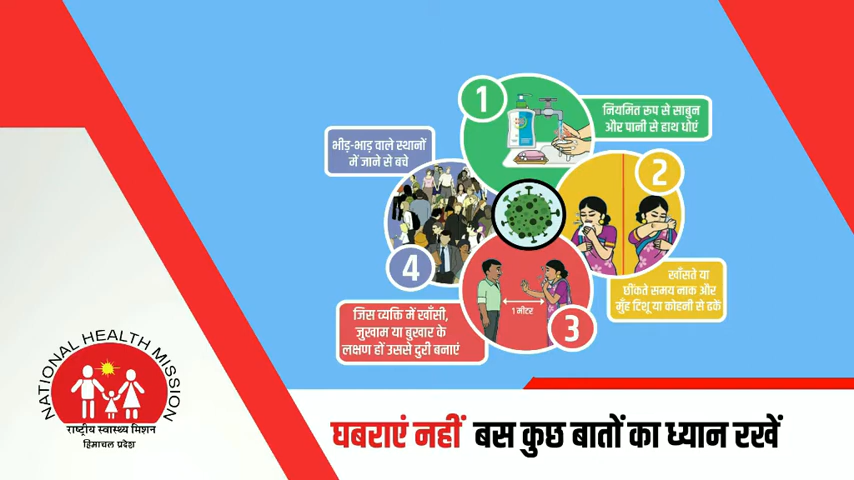 1
नियमित रूप से साबुन
और पानी से हाथ धोएं
2
खाँसते या
छींकते समय नाक और
मुँह टिशू या कोहनी से ढकें
1 मीटर
3
जिस व्यक्ति में खाँसी,
जुखाम या बुखार के
लक्षण हों उससे दुरी बनाएं
भीड़-भाड़ वाले स्थानों
में जाने से बचे
4
NATIONAL HEALTH MISSION
राष्ट्रीय स्वास्थ्य मिशन
हिमाचल प्रदेश
घबराएं नहीं बस कुछ बातों का ध्यान रखें